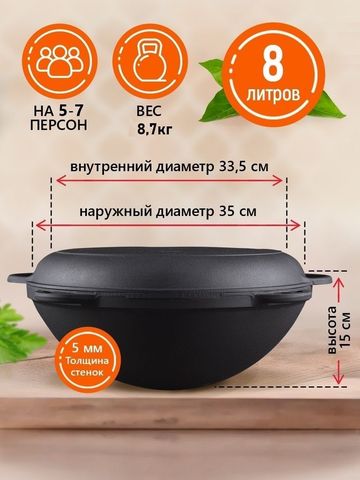 НА 5-7
ПЕРСОН
ВЕС
8,7кг
8
ЛИТРОВ
внутренний диаметр 33,5 см
наружный диаметр 35 см
5 мм
Толщина
стенок
высота
15 см